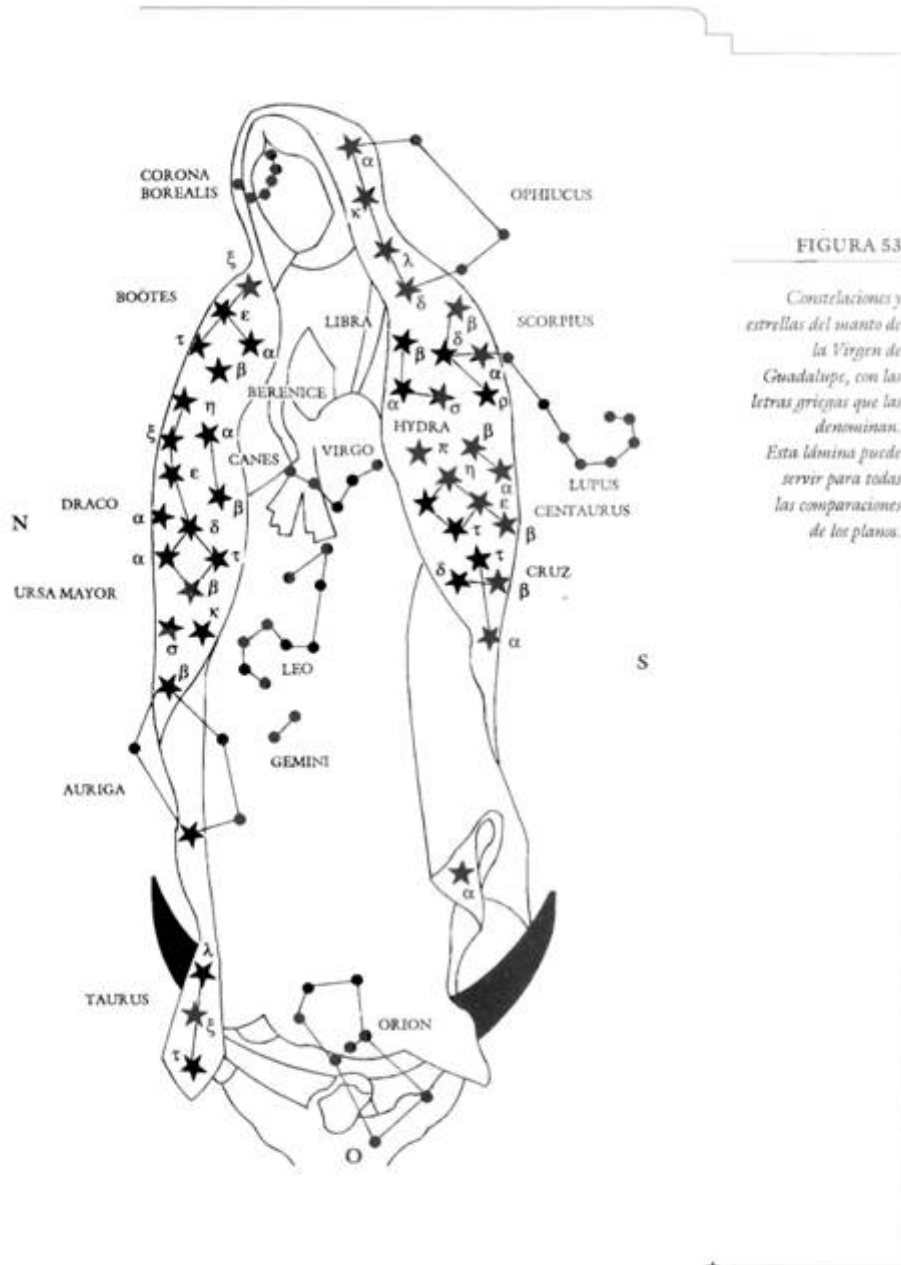 CORONA
BOREALIS
α
OPHIUCUS
κ
λ
ξ
δ
FIGURA 53
BOÖTES
ε
β
Constelaciones y
LIBRA
SCORPIUS
estrellas del manto de
τ
α
β
δ
α
la Virgen de
β
BERENICE
Guadalupe, con las
α
σ
ρ
letras griegas que las
η
HYDRA
denominan.
ξ
α
π
β
CANES
VIRGO
η
Esta lámina puede
ε
α
LUPUS
servir para todas
DRACO
β
ε
CENTAURUS
las comparaciones
N
α
δ
τ
β
de los planos.
α
τ
τ
δ
CRUZ
URSA MAYOR
β
β
κ
σ
α
S
β
LEO
GEMINI
AURIGA
α
λ
TAURUS
ξ
ORION
τ
O